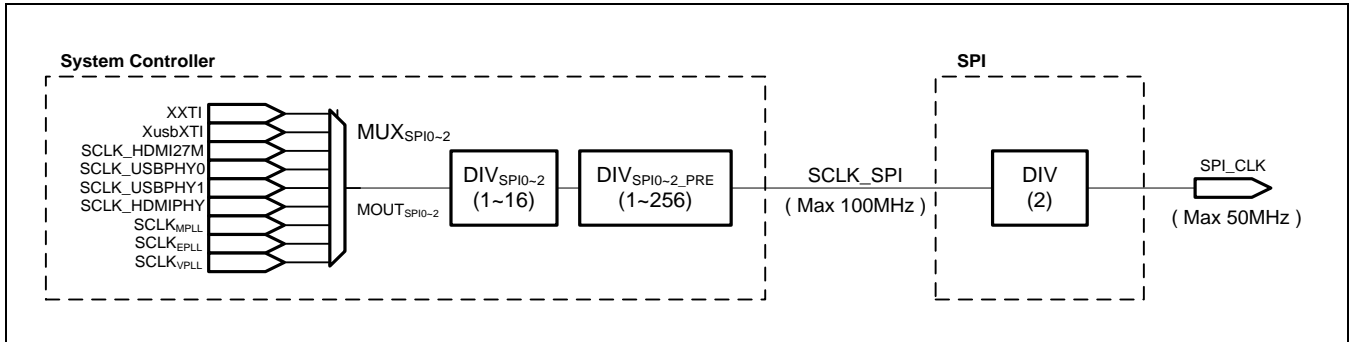 System Controller
SPI
XXTI
XusbXTI
SCLK_HDMI27M
SCLK_USBPHY0
SCLK_USBPHY1
SCLK_HDMIPHY
SCLKMPLL
SCLKEPLL
SCLKVPLL
MUXSPI0~2
MOUTSPI0~2
DIVSPI0~2
(1~16)
DIVSPI0~2_PRE
(1~256)
SCLK_SPI
( Max 100MHz )
DIV
(2)
SPI_CLK
( Max 50MHz )